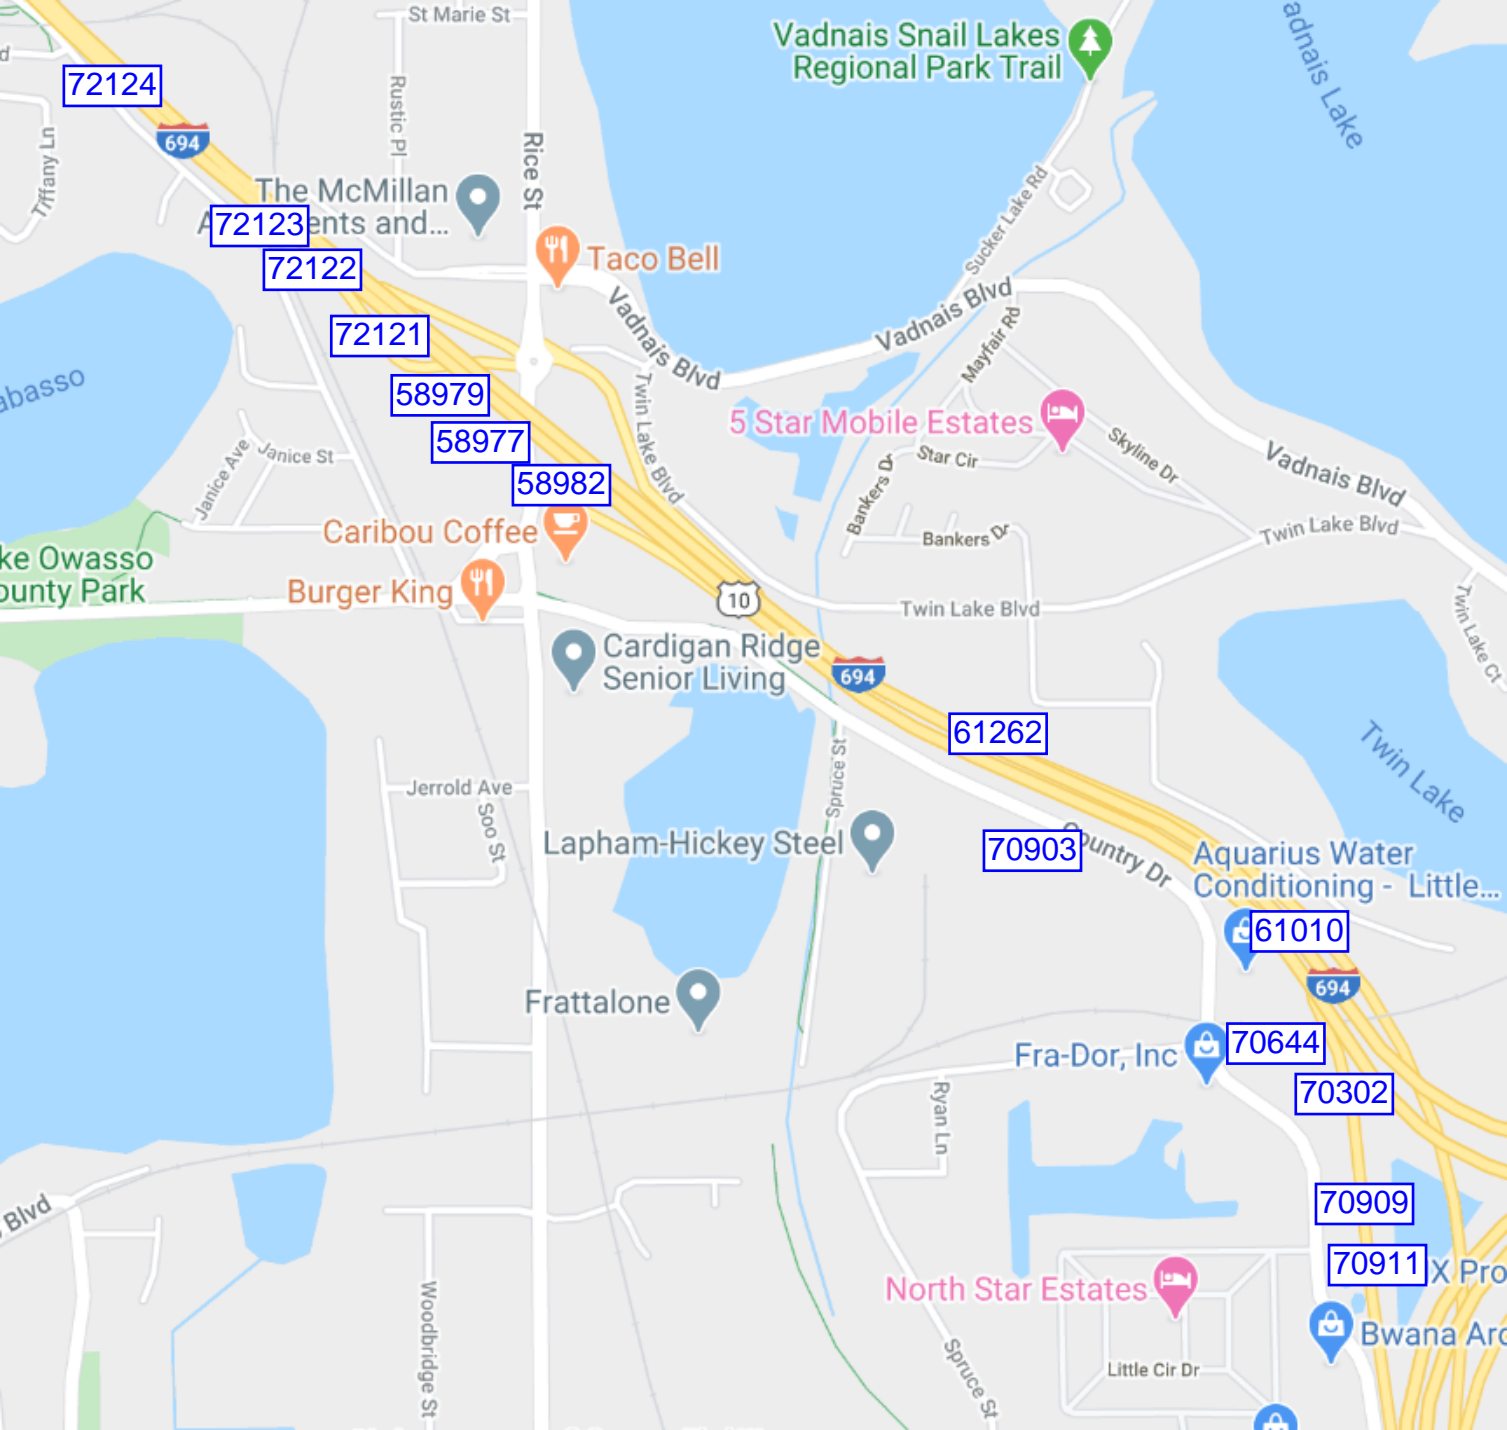 St Marie St
Vadnais Snail Lakes
Regional Park Trail
adnais Lake
d
72124
694
Rustic Pl
Rice St
Tiffany Ln
The McMillan
A
ents and...
72123
72122
Taco Bell
Sucker Lake Rd
Vadnais Blvd
Vadnais Blvd
Mayfair Rd
72121
abasso
58979
Twin Lake Blvd
5 Star Mobile Estates
58977
Janice Ave
Janice St
Star Cir
Skyline Dr
Vadnais Blvd
58982
Bankers Dr
Caribou Coffee
Bankers Dr
Twin Lake Blvd
ke Owasso
ounty Park
Burger King
10
Twin Lake Blvd
Twin Lake Ct
Cardigan Ridge
Senior Living
694
61262
Twin Lake
Jerrold Ave
Soo St
Spruce St
Lapham-Hickey Steel
70903
Country Dr
Aquarius Water
Conditioning - Little...
61010
694
Frattalone
Fra-Dor, Inc
70644
70302
Ryan Ln
Blvd
70909
70911
X Pro
North Star Estates
Woodbridge St
Bwana Arc
Spruce St
Little Cir Dr